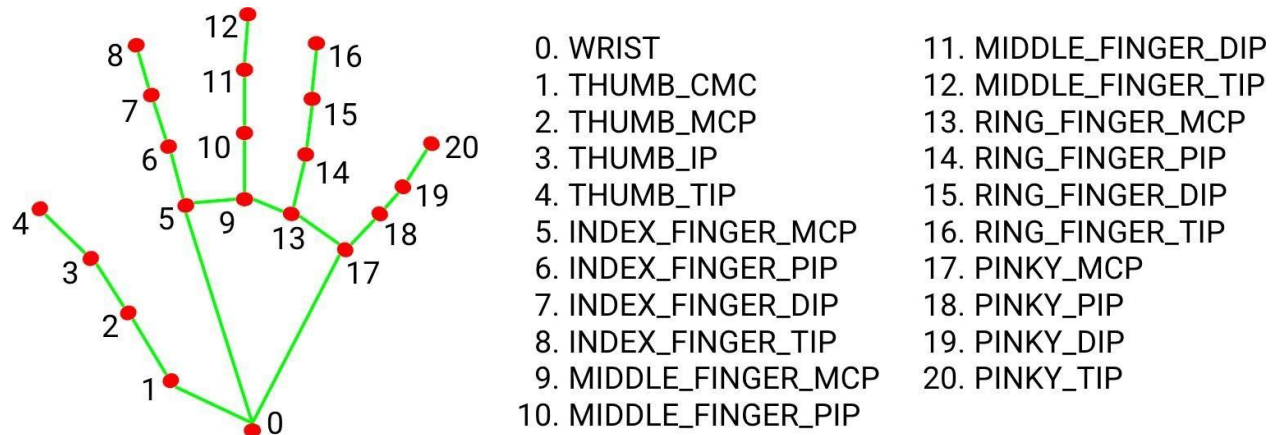 12
8
16
11
7
15
10
6
14
20
19
4
5
9
13
18
3
17
2
1
0
0. WRIST
1. THUMB_CMC
2. THUMB_MCP
3. THUMB_IP
4. THUMB_TIP
5. INDEX_FINGER_MCP
6. INDEX_FINGER_PIP
7. INDEX_FINGER_DIP
8. INDEX_FINGER_TIP
9. MIDDLE_FINGER_MCP
10. MIDDLE_FINGER_PIP
11. MIDDLE_FINGER_DIP
12. MIDDLE_FINGER_TIP
13. RING_FINGER_MCP
14. RING_FINGER_PIP
15. RING_FINGER_DIP
16. RING_FINGER_TIP
17. PINKY_MCP
18. PINKY_PIP
19. PINKY_DIP
20. PINKY_TIP